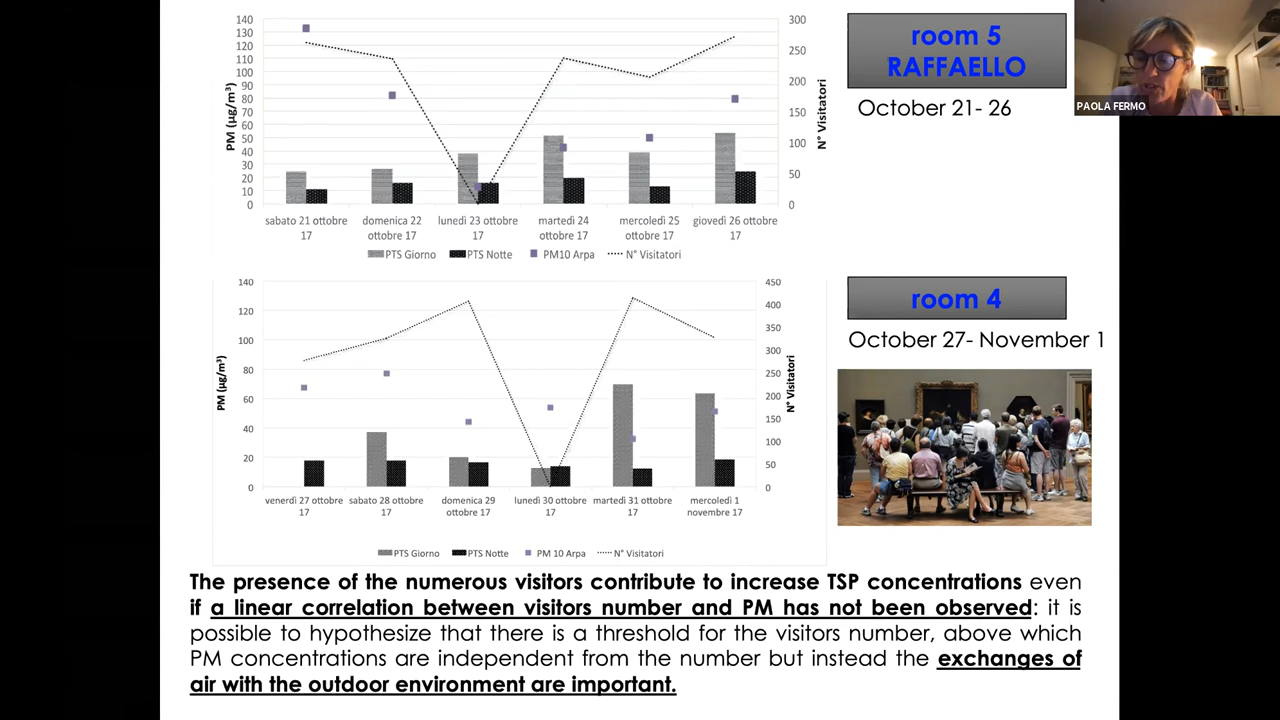 140
130
120
110
100
90
80
70
60
50
40
30
20
10
0
PM (µg/m³)
300
250
200
150
100
50
0
N° Visitatori
sabato 21 ottobre
17
domenica 22
ottobre 17
lunedì 23 ottobre
17
martedì 24
ottobre 17
mercoledì 25
ottobre 17
giovedì 26 ottobre
17
PTS Giorno PTS Notte PM10 Arpa N° Visitatori
room 5
RAFFAELLO
October 21- 26
PAOLA FERMO
140
120
100
80
60
40
20
0
PM (µg/m³)
450
400
350
300
250
200
150
100
50
0
N° Visitatori
venerdì 27 ottobre
17
sabato 28 ottobre
17
domenica 29
ottobre 17
lunedì 30 ottobre
17
martedì 31 ottobre
17
mercoledì 1
novembre 17
PTS Giorno PTS Notte PM 10 Arpa N° Visitatori
room 4
October 27- November 1
The presence of the numerous visitors contribute to increase TSP concentrations even
if a linear correlation between visitors number and PM has not been observed: it is
possible to hypothesize that there is a threshold for the visitors number, above which
PM concentrations are independent from the number but instead the exchanges of
air with the outdoor environment are important.